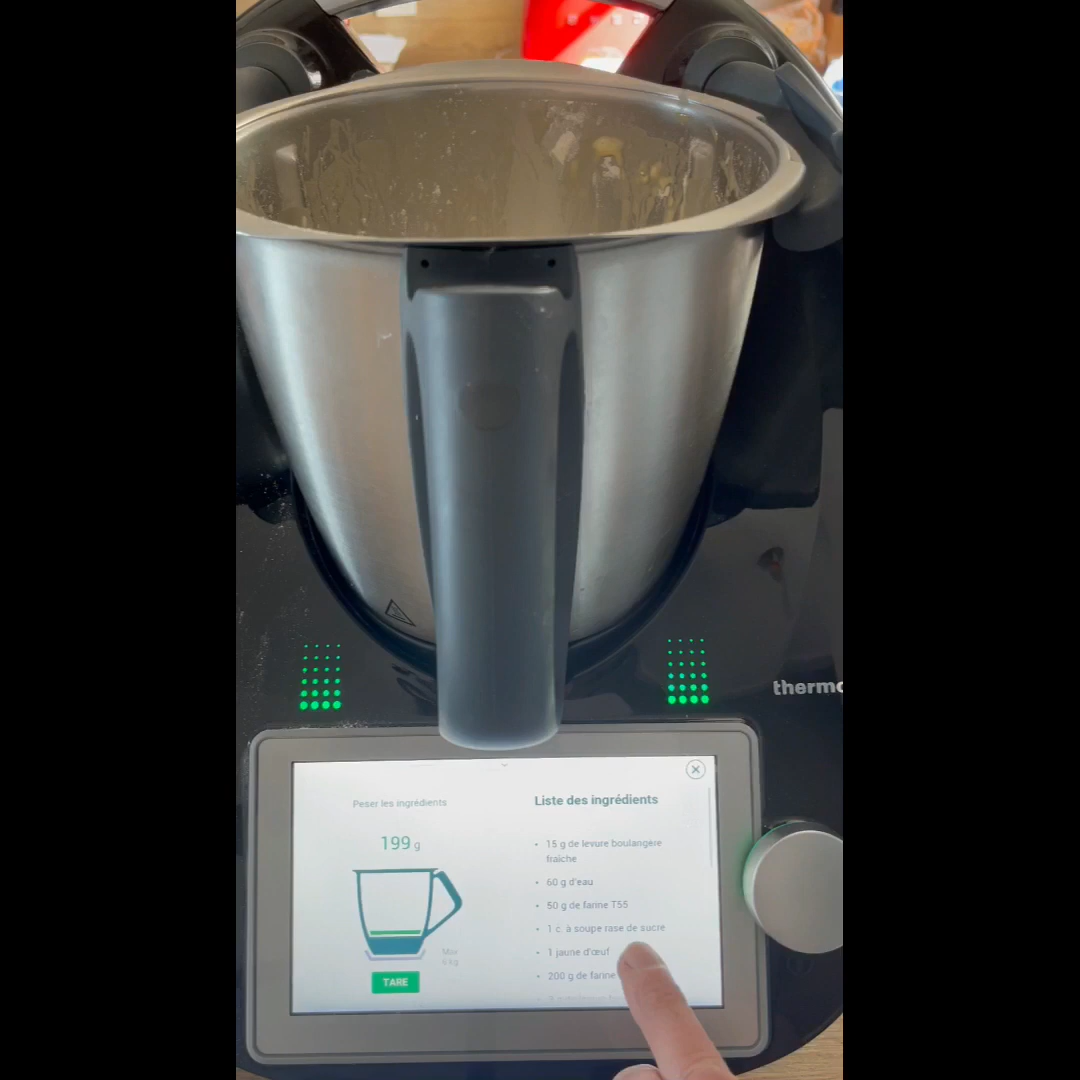 thermo
Peser les ingrédients
199 g
Max
6 kg
TARE
Liste des ingrédients
• 15 g de levure boulangère
fraîche
• 60 g d'eau
• 50 g de farine T55
• 1 c. à soupe rase de sucre
• 1 jaune d'œuf
• 200 g de farine